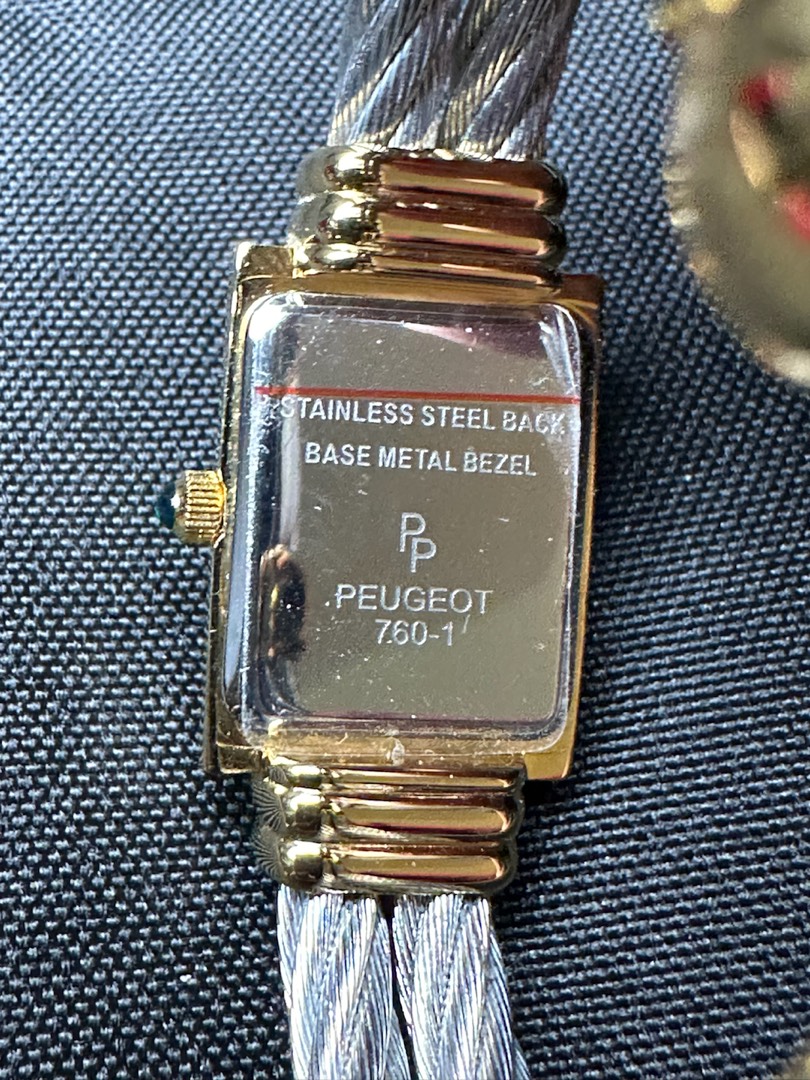 STAINLESS STEEL BACK
BASE METAL BEZEL
PP
PEUGEOT
760-1